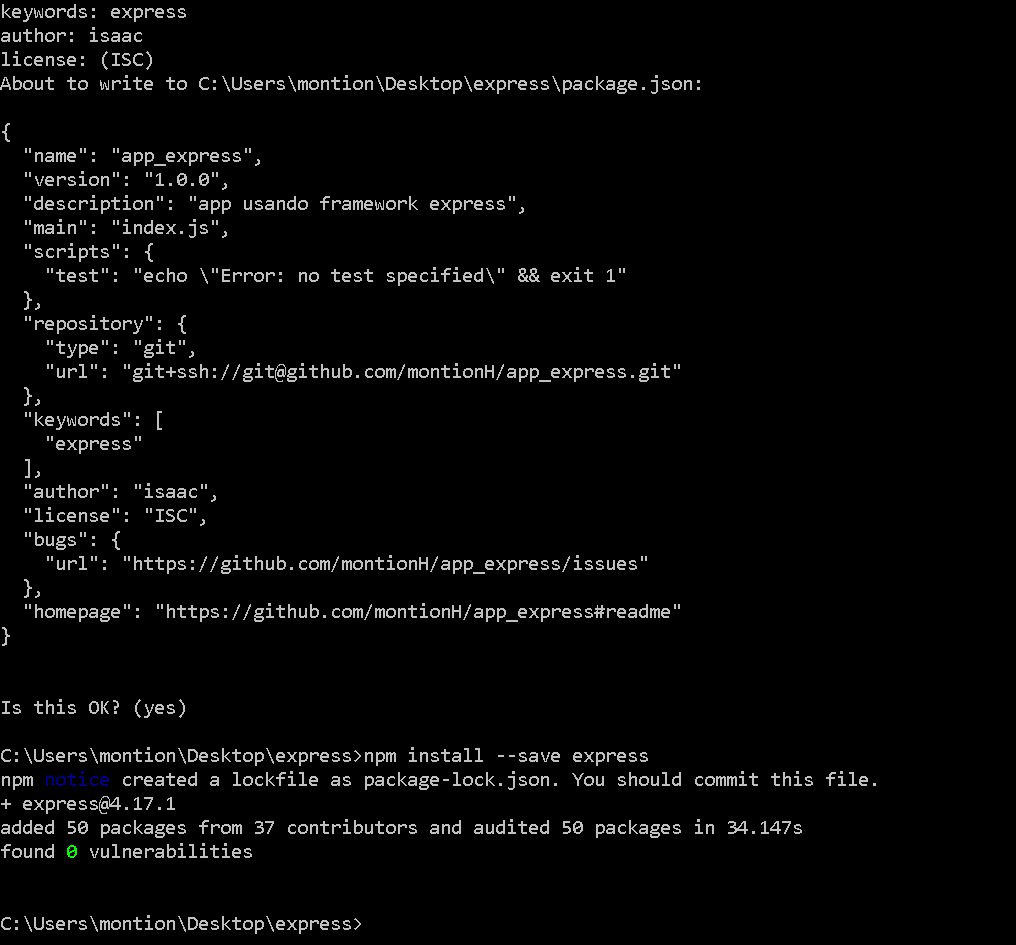 keywords: express
author: isaac
license: (ISC)
About to write to C:\Users\montion\Desktop\express\package.json:

{
  "name": "app_express",
  "version": "1.0.0",
  "description": "app usando framework express",
  "main": "index.js",
  "scripts": {
    "test": "echo \"Error: no test specified\" && exit 1"
  },
  "repository": {
    "type": "git",
    "url": "git+ssh://git@github.com/montionH/app_express.git"
  },
  "keywords": [
    "express"
  ],
  "author": "isaac",
  "license": "ISC",
  "bugs": {
    "url": "https://github.com/montionH/app_express/issues"
  },
  "homepage": "https://github.com/montionH/app_express#readme"
}

Is this OK? (yes)

C:\Users\montion\Desktop\express>npm install --save express
npm notice created a lockfile as package-lock.json. You should commit this file.
+ express@4.17.1
added 50 packages from 37 contributors and audited 50 packages in 34.147s
found 0 vulnerabilities

C:\Users\montion\Desktop\express>